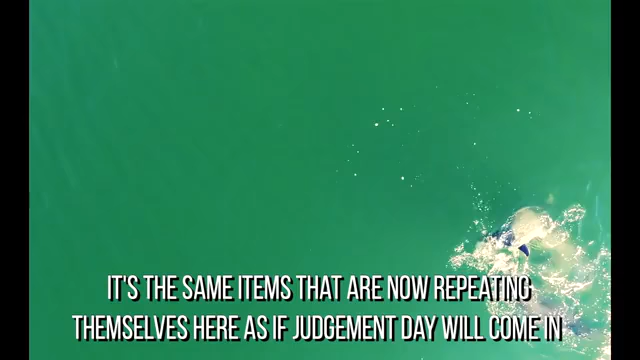 IT'S THE SAME ITEMS THAT ARE NOW REPEATING
THEMSELVES HERE AS IF JUDGEMENT DAY WILL COME IN